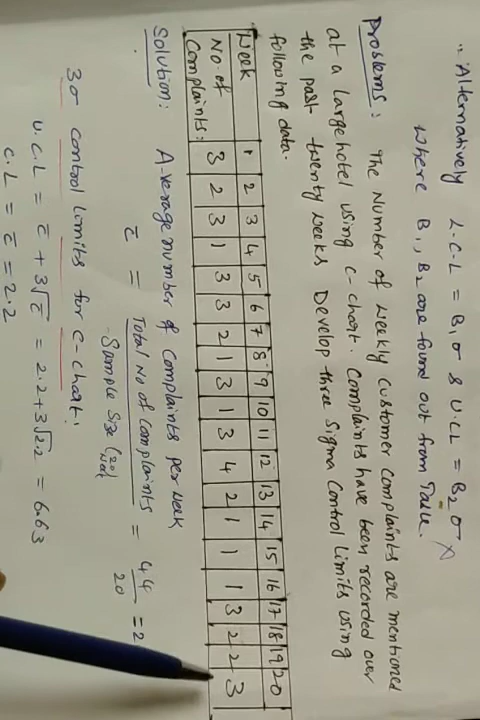 " Alternatively L.C.L = B₁σ & U.C.L = B₂σ
where B₁, B₂ are found out from Table.
Problems: The Number of weekly customer complaints are mentioned
at a large hotel using c-chart. Complaints have been recorded over
the past twenty weeks Develop three Sigma Control limits using
following data.
Week 1 2 3 4 5 6 7 8 9 10 11 12 13 14 15 16 17 18 19 20
No of Complaints: 3 2 3 1 3 3 2 1 3 1 3 4 2 1 1 1 3 2 2 3
Solution: Average number of complaints per week
c̄ = Total No of complaints / Sample Size = 44/20 = 2
3σ control limits for c-chart:
U.C.L = c̄ + 3√c̄ = 2.2 + 3√2.2 = 6.63
C.L = c̄ = 2.2